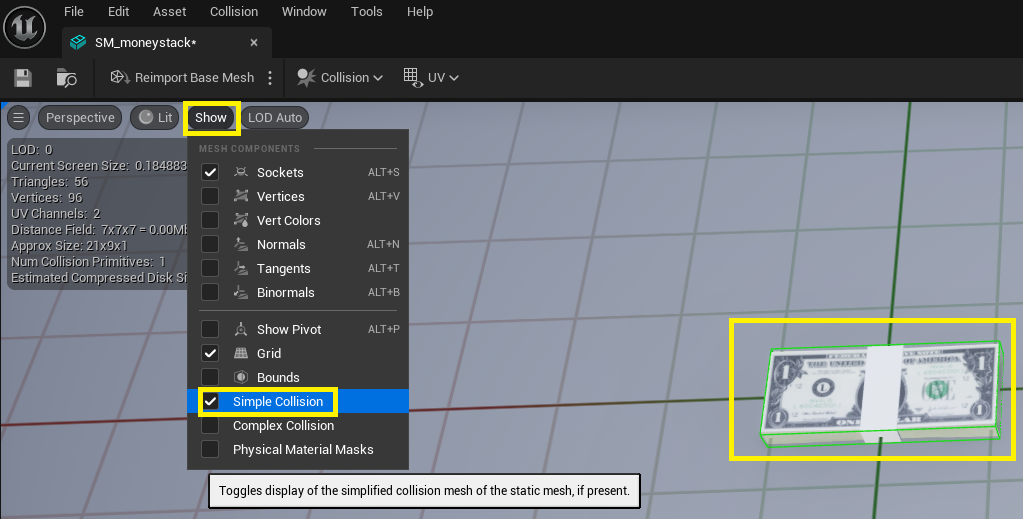 File Edit Asset Collision Window Tools Help
SM_moneystack*
Reimport Base Mesh Collision UV
Perspective Lit Show LOD Auto
LOD: 0
Current Screen Size: 0.184883
Triangles: 56
Vertices: 96
UV Channels: 2
Distance Field: 7x7x7 = 0.00Mb
Approx Size: 21x9x1
Num Collision Primitives: 1
Estimated Compressed Disk Si
MESH COMPONENTS
Sockets ALT+S
Vertices ALT+V
Vert Colors
Normals ALT+N
Tangents ALT+T
Binormals ALT+B
Show Pivot ALT+P
Grid
Bounds
Simple Collision
Complex Collision
Physical Material Masks
Toggles display of the simplified collision mesh of the static mesh, if present.
1 1
1 1